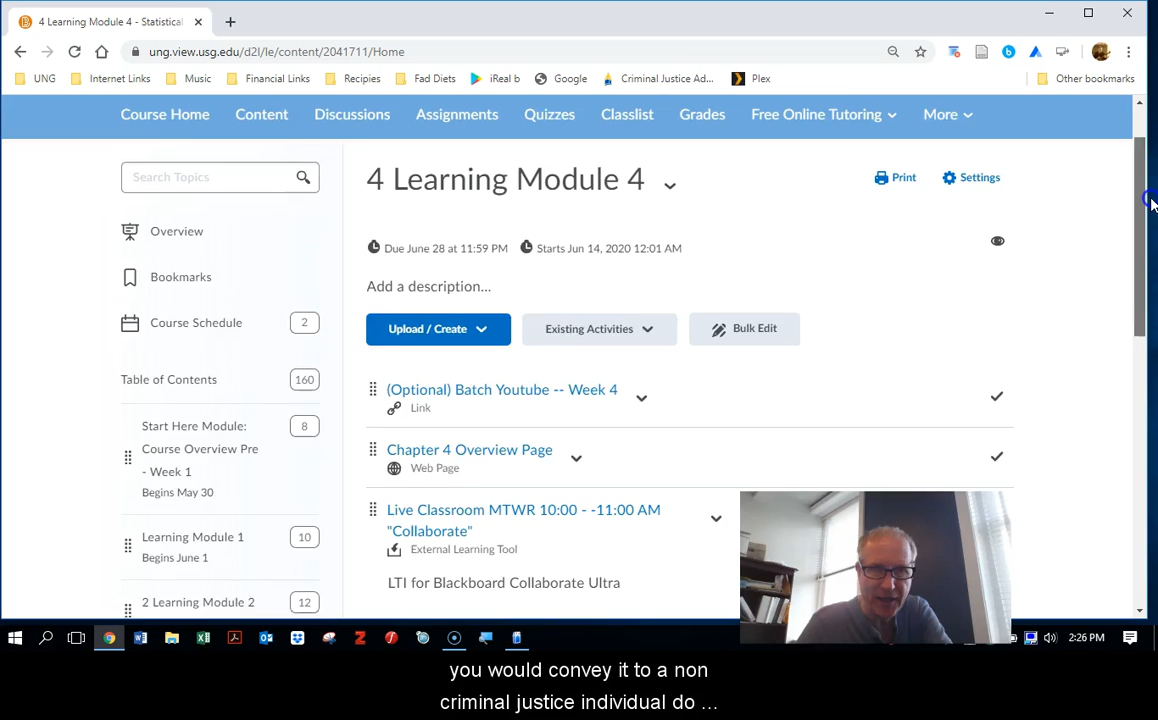 4 Learning Module 4 - Statistical
ung.view.usg.edu/d2l/le/content/2041711/Home
UNG Internet Links Music Financial Links Recipies Fad Diets iReal b Google Criminal Justice Ad... Plex Other bookmarks
Course Home Content Discussions Assignments Quizzes Classlist Grades Free Online Tutoring More
Search Topics
Overview
Bookmarks
Course Schedule 2
Table of Contents 160
Start Here Module: 8
Course Overview Pre
- Week 1
Begins May 30
Learning Module 1 10
Begins June 1
2 Learning Module 2 12
4 Learning Module 4
Print Settings
Due June 28 at 11:59 PM Starts Jun 14, 2020 12:01 AM
Add a description...
Upload / Create Existing Activities Bulk Edit
(Optional) Batch Youtube -- Week 4
Link
Chapter 4 Overview Page
Web Page
Live Classroom MTWR 10:00 - -11:00 AM
"Collaborate"
External Learning Tool
LTI for Blackboard Collaborate Ultra
2:26 PM
you would convey it to a non
criminal justice individual do ...